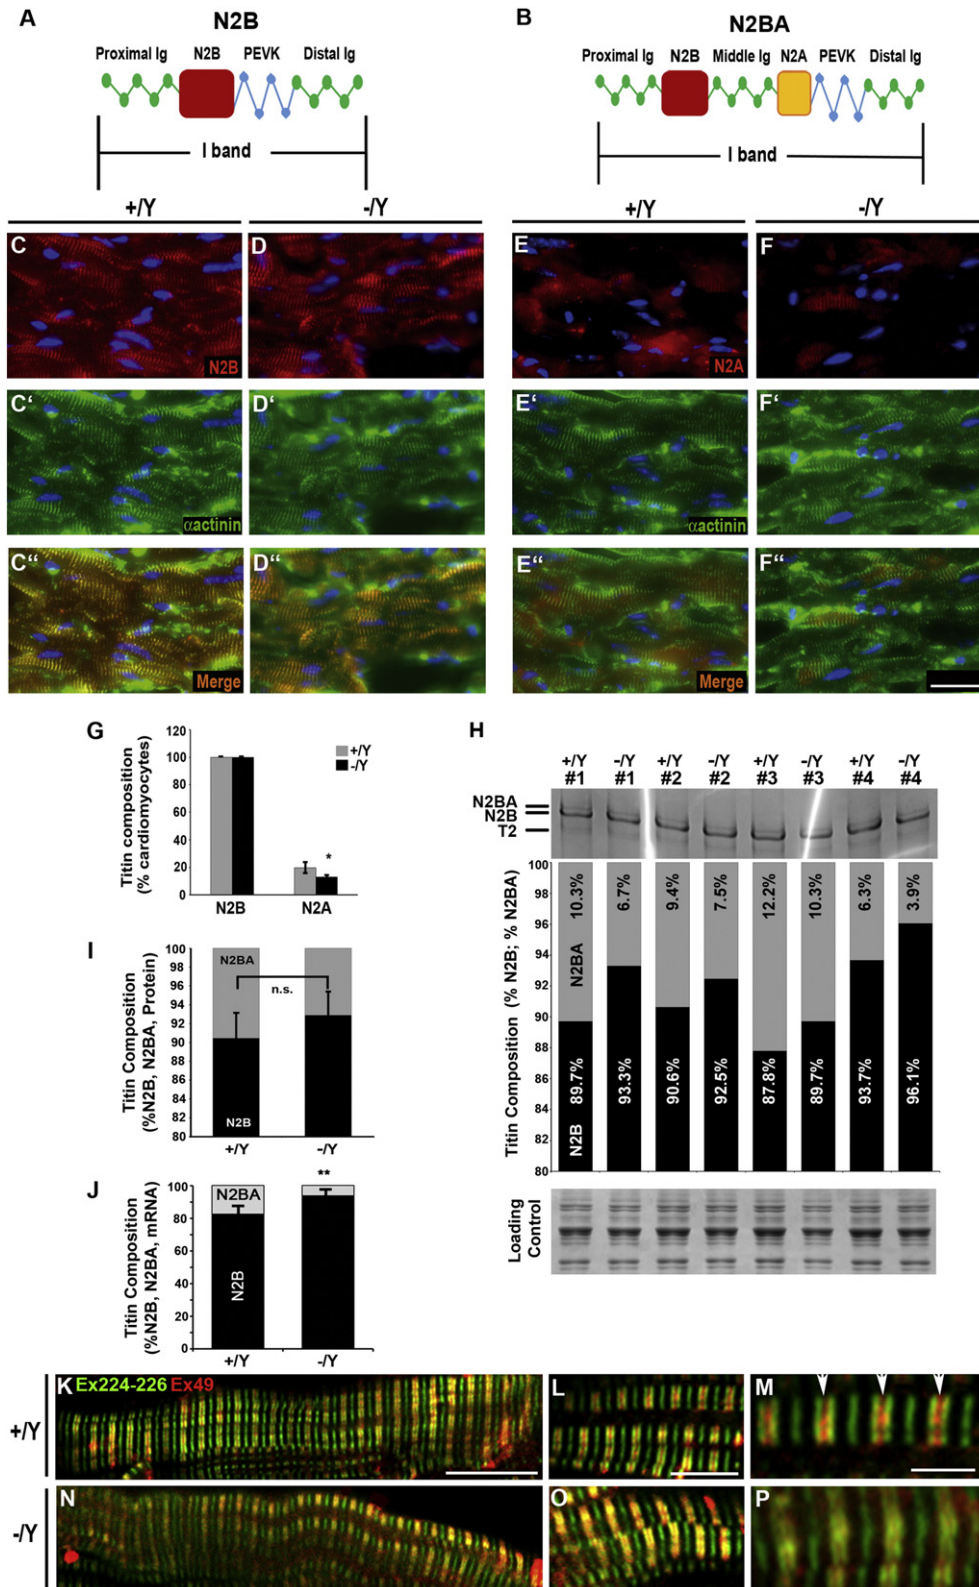 A
N2B
Proximal Ig N2B PEVK Distal Ig
I band
B
N2BA
Proximal Ig N2B Middle Ig N2A PEVK Distal Ig
I band
+/Y
-/Y
+/Y
-/Y
C
N2B
D
E
N2A
F
C'
αactinin
D'
E'
αactinin
F'
C"
Merge
D"
E"
Merge
F"
G
Titin composition
(% cardiomyocytes)
120
100
80
60
40
20
0
+/Y
-/Y
*
N2B
N2A
H
+/Y -/Y +/Y -/Y +/Y -/Y +/Y -/Y
#1 #1 #2 #2 #3 #3 #4 #4
N2BA
N2B
T2
Titin Composition (% N2B; % N2BA)
100
98
96
94
92
90
88
86
84
82
80
10.3% 6.7% 9.4% 7.5% 12.2% 10.3% 6.3% 3.9%
N2BA
89.7% 93.3% 90.6% 92.5% 87.8% 89.7% 93.7% 96.1%
N2B
Loading
Control
I
Titin Composition
(%N2B, N2BA, Protein)
100
98
96
94
92
90
88
86
84
82
80
N2BA
n.s.
N2B
+/Y
-/Y
J
Titin Composition
(%N2B, N2BA, mRNA)
100
80
60
40
20
0
N2BA
**
N2B
+/Y
-/Y
+/Y
K Ex224-226 Ex49
L
M
-/Y
N
O
P